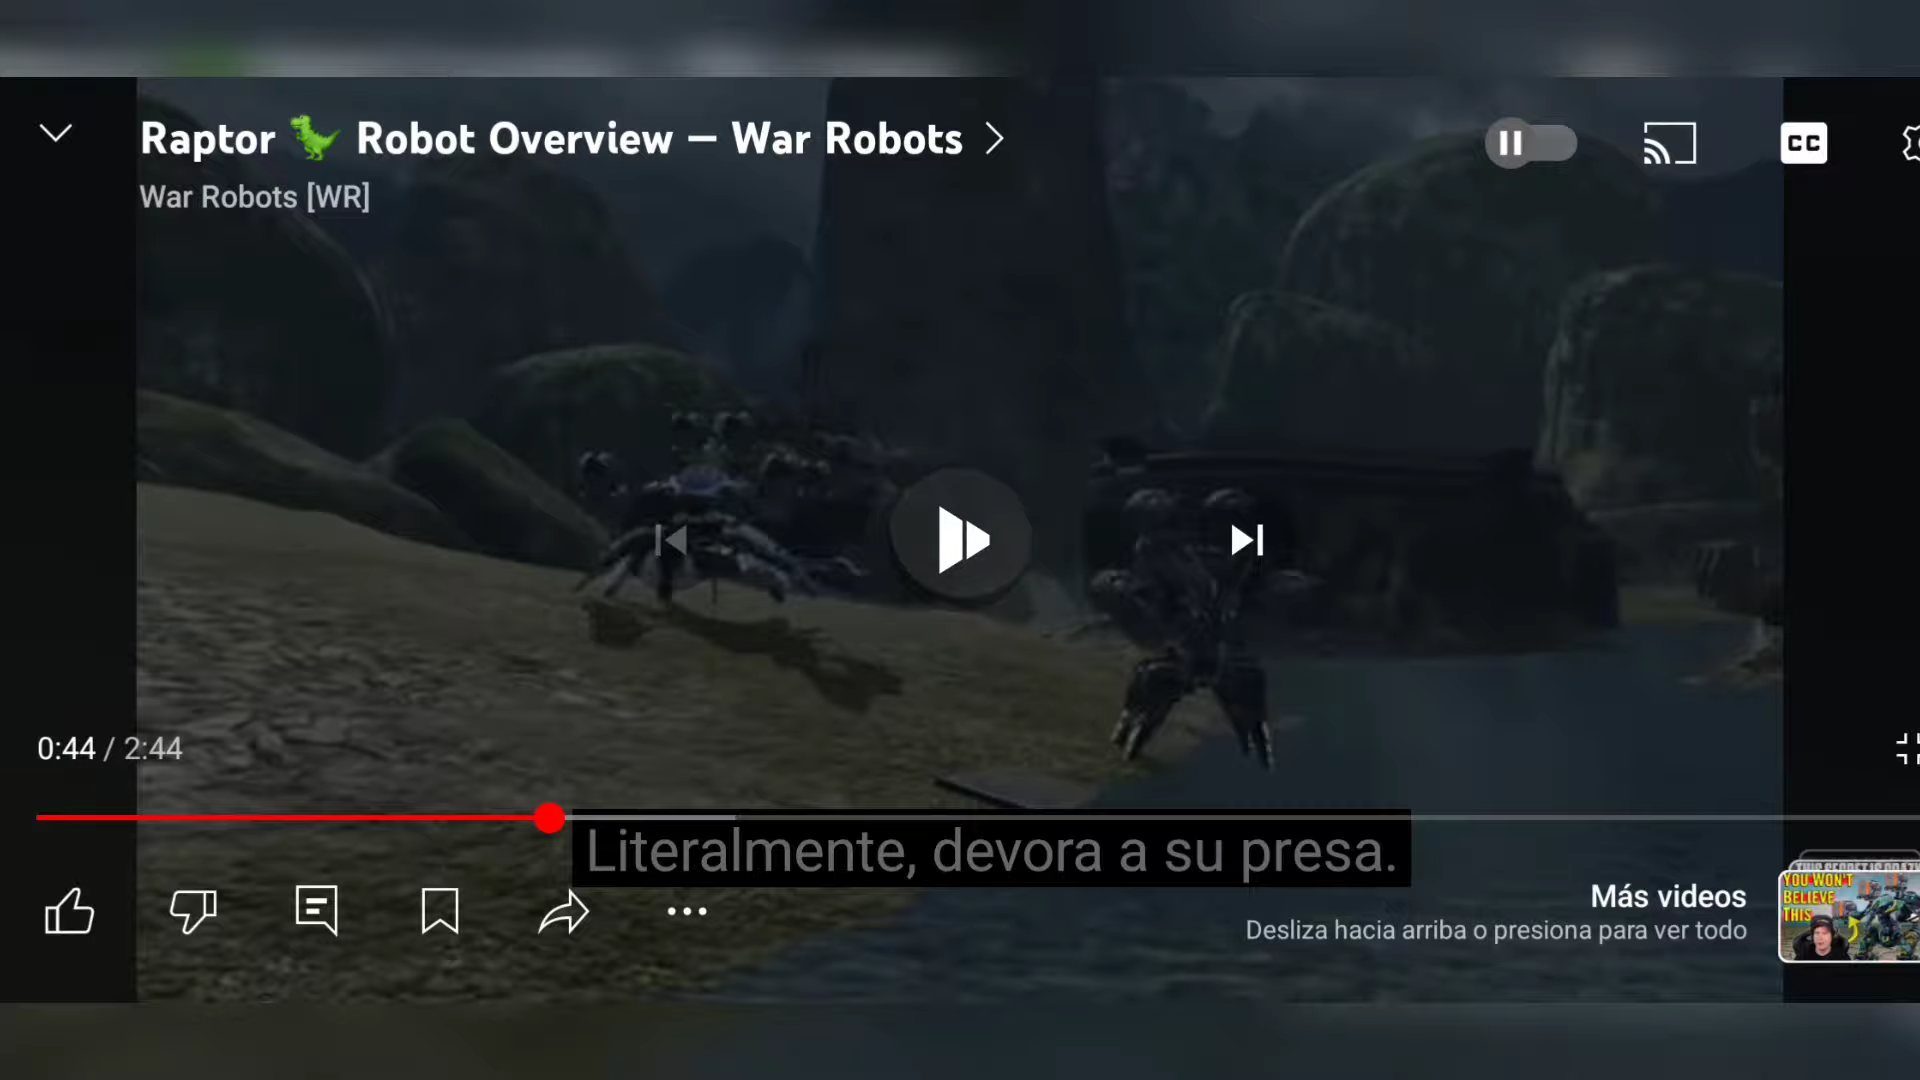 Raptor 🦖 Robot Overview – War Robots
War Robots [WR]
CC
0:44 / 2:44
Literalmente, devora a su presa.
Más videos
Desliza hacia arriba o presiona para ver todo
YOU WON'T
BELIEVE
THIS